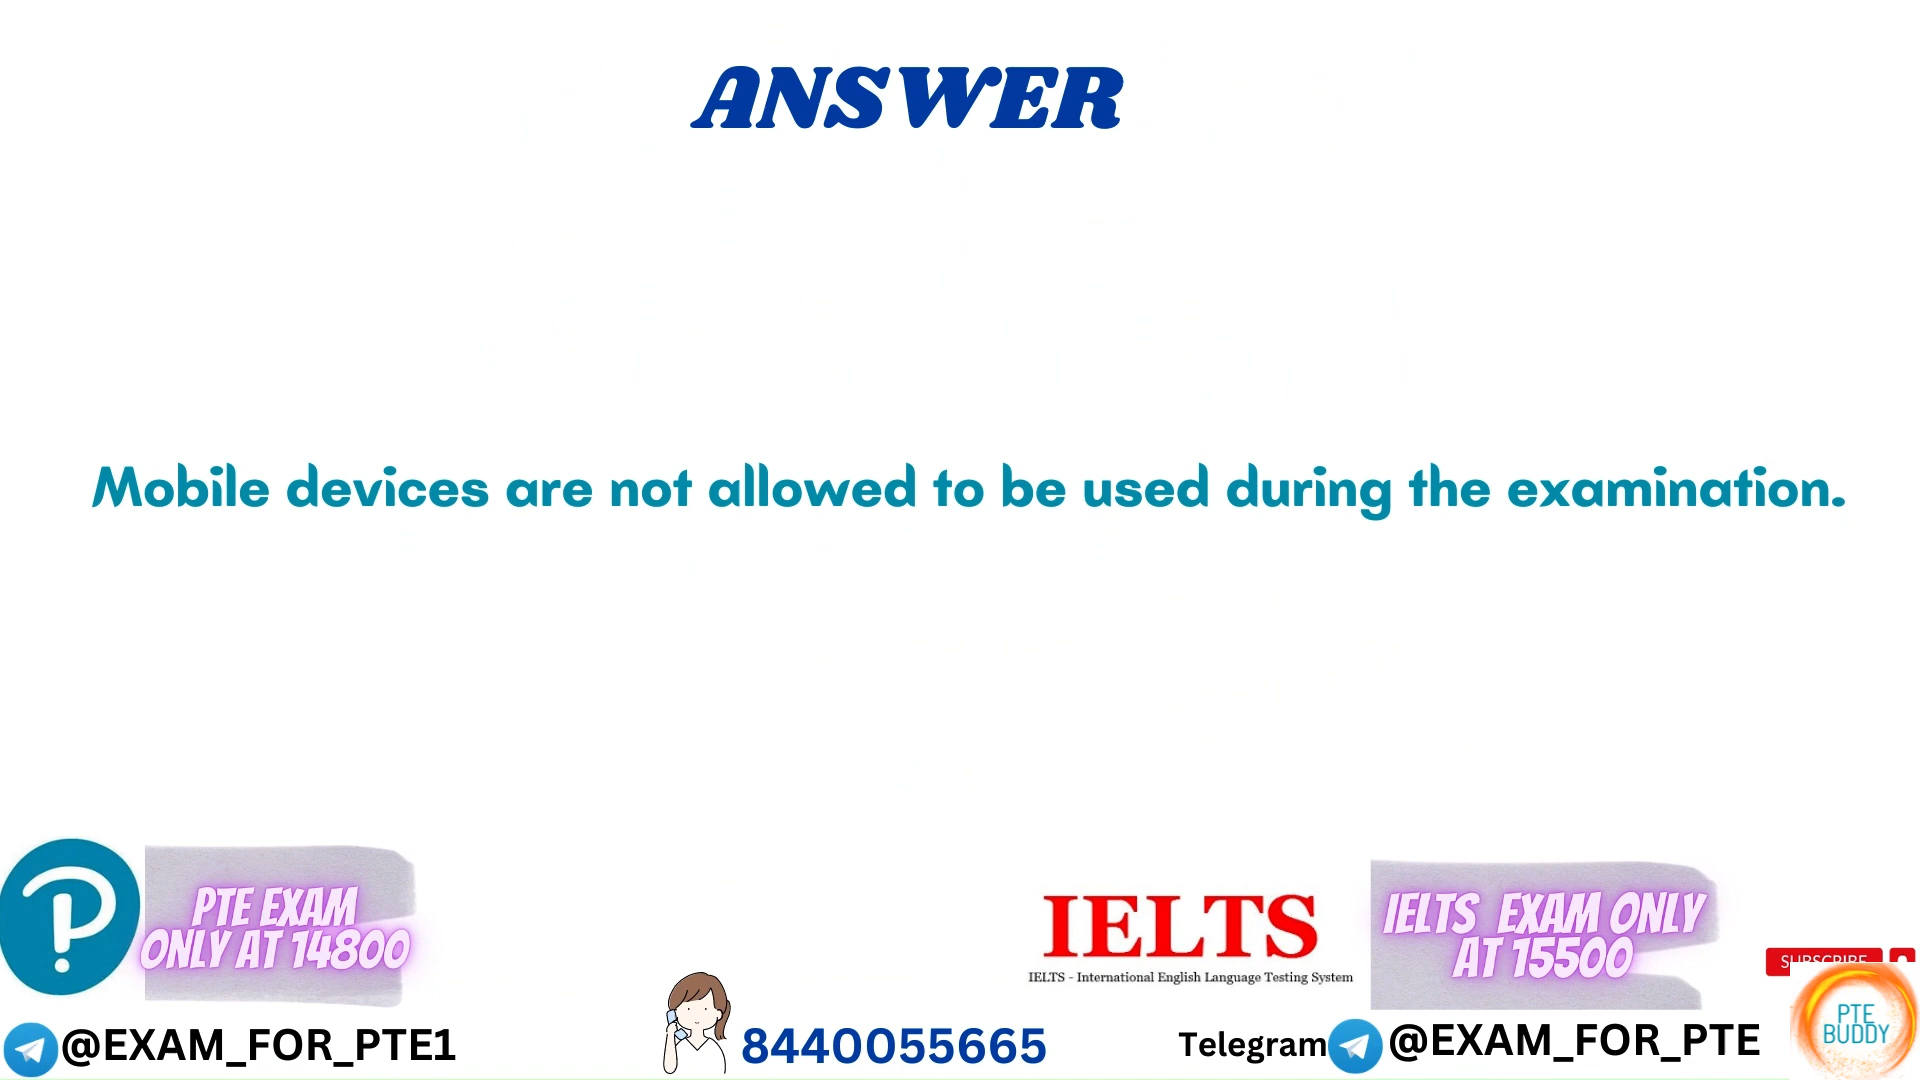 ANSWER
Mobile devices are not allowed to be used during the examination.
PTE EXAM
ONLY AT 14800
IELTS
IELTS - International English Language Testing System
IELTS EXAM ONLY
AT 15500
SUBSCRIBE
@EXAM_FOR_PTE1
8440055665
Telegram
@EXAM_FOR_PTE
PTE
BUDDY